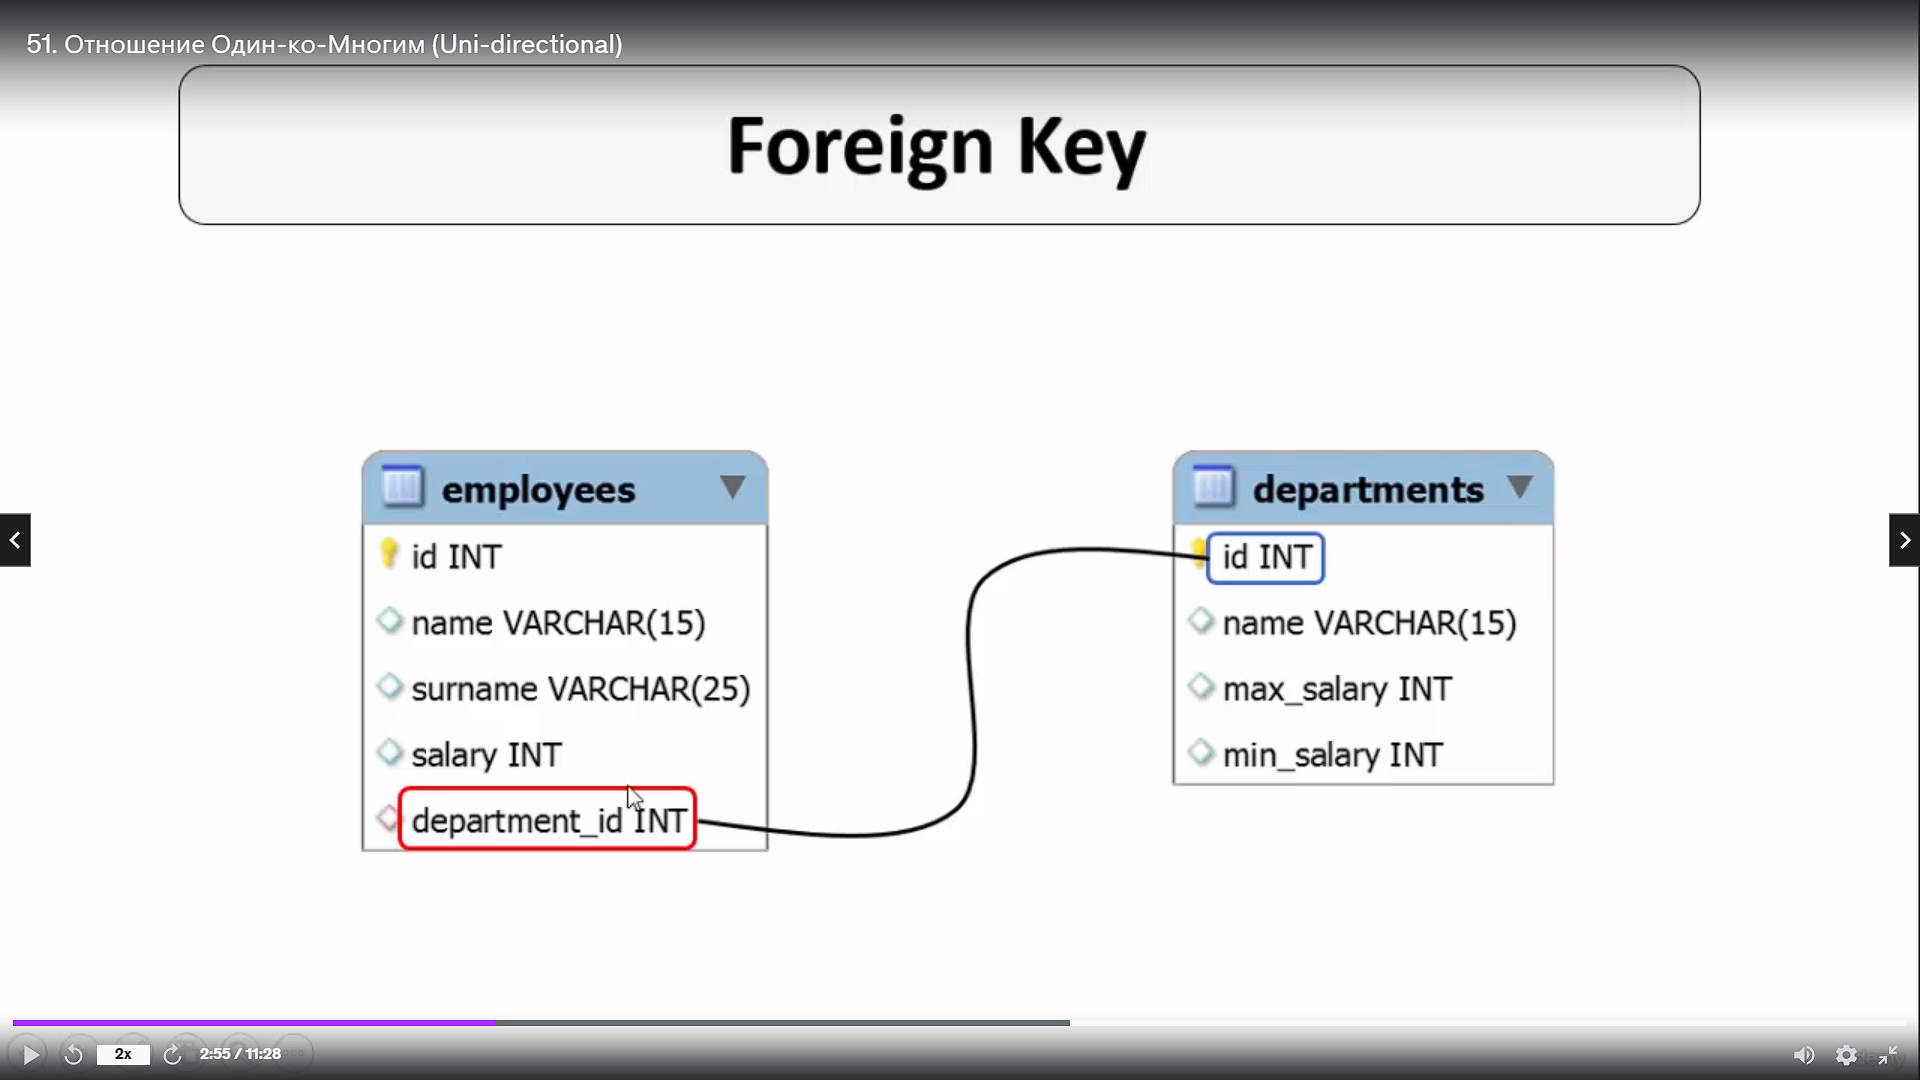 51. Отношение Один-ко-Многим (Uni-directional)
Foreign Key
employees
id INT
name VARCHAR(15)
surname VARCHAR(25)
salary INT
department_id INT
departments
id INT
name VARCHAR(15)
max_salary INT
min_salary INT
2x
2:55 / 11:28